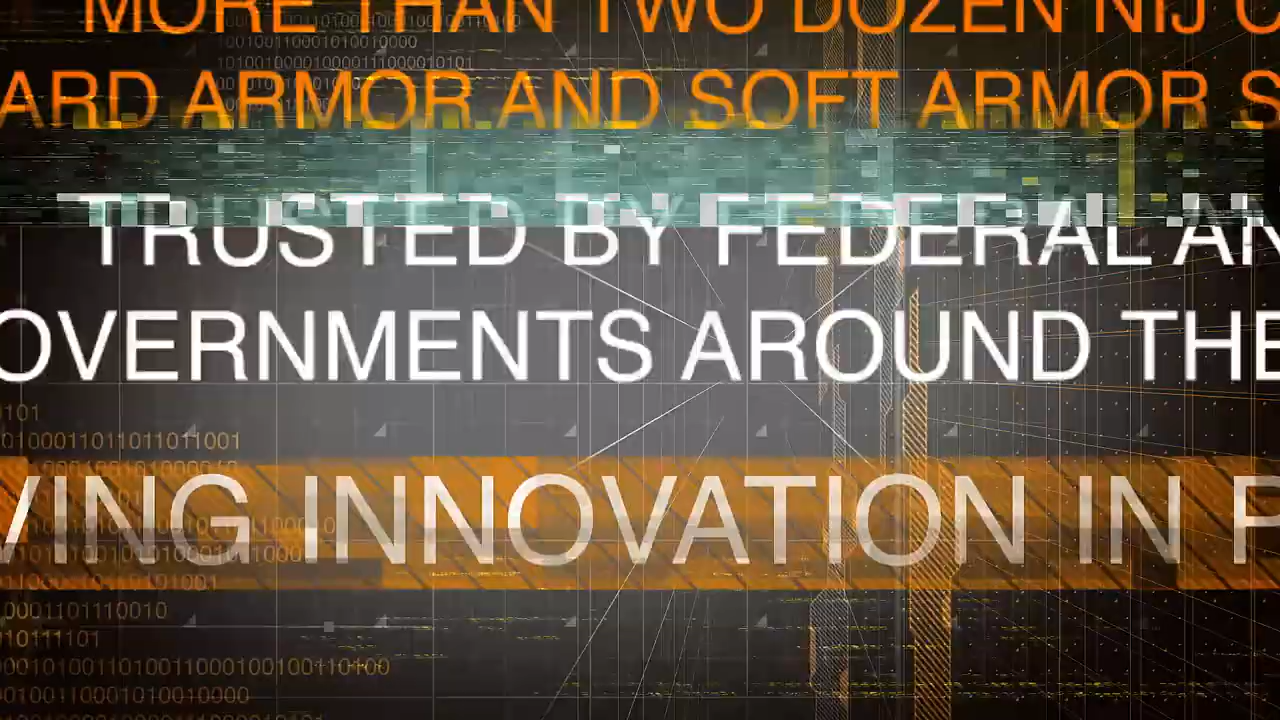 MORE THAN TWO DOZEN NIJ C
ARD ARMOR AND SOFT ARMOR S
TRUSTED BY FEDERAL AN
OVERNMENTS AROUND THE
VING INNOVATION IN P